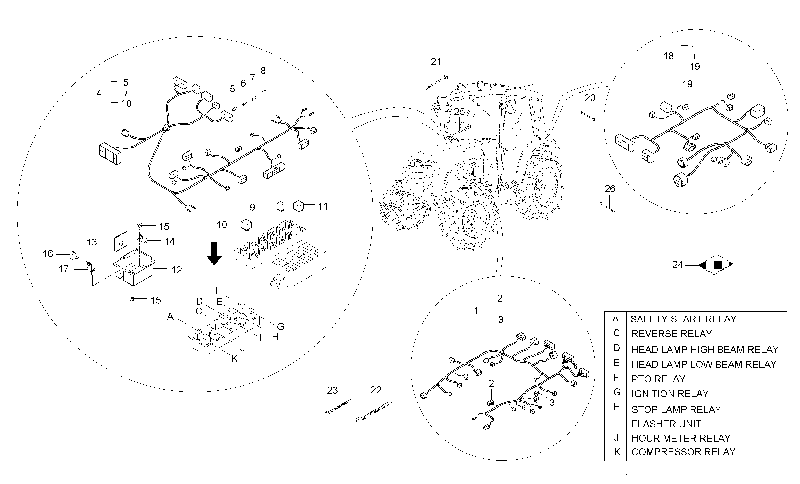 21
4
5
8
5
6
6
7
8
25
20
18
19
19
26
9
11
10
15
14
13
16
17
12
15
24
D
E
C
A
G
H
I
K
2
1
3
2
3
23
22
A SAFETY START RELAY
C REVERSE RELAY
D HEAD LAMP HIGH BEAM RELAY
E HEAD LAMP LOW BEAM RELAY
PTO RELAY
G IGNITION RELAY
H STOP LAMP RELAY
FLASHER UNIT
J HOUR METER RELAY
K COMPRESSOR RELAY